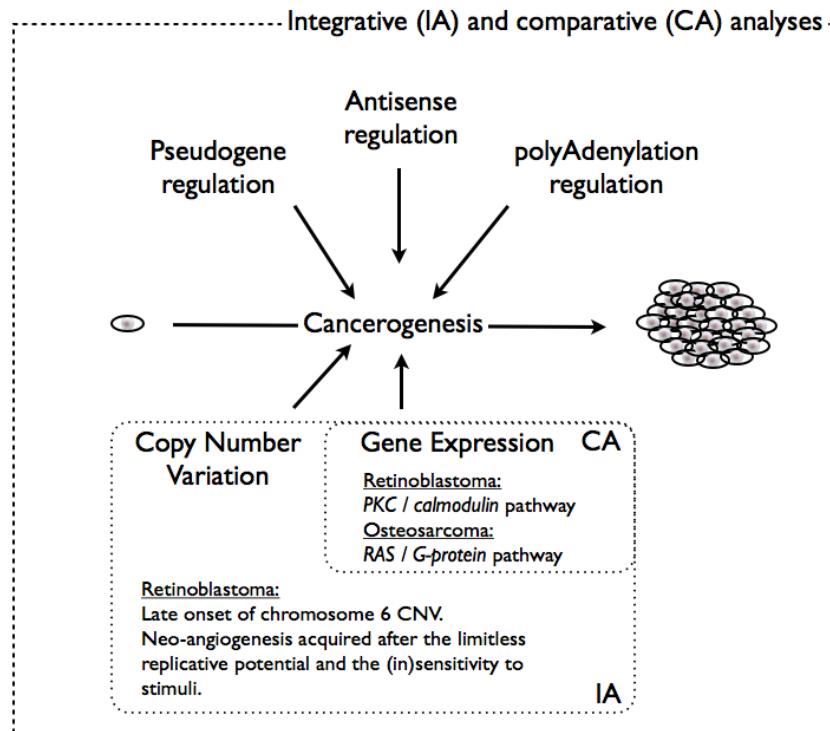 Integrative (IA) and comparative (CA) analyses
Antisense
regulation
Pseudogene
regulation
polyAdenylation
regulation
Cancerogenesis
Copy Number
Variation
Gene Expression
CA
Retinoblastoma:
PKC / calmodulin pathway
Osteosarcoma:
RAS / G-protein pathway
Retinoblastoma:
Late onset of chromosome 6 CNV.
Neo-angiogenesis acquired after the limitless
replicative potential and the (in)sensitivity to
stimuli.
IA